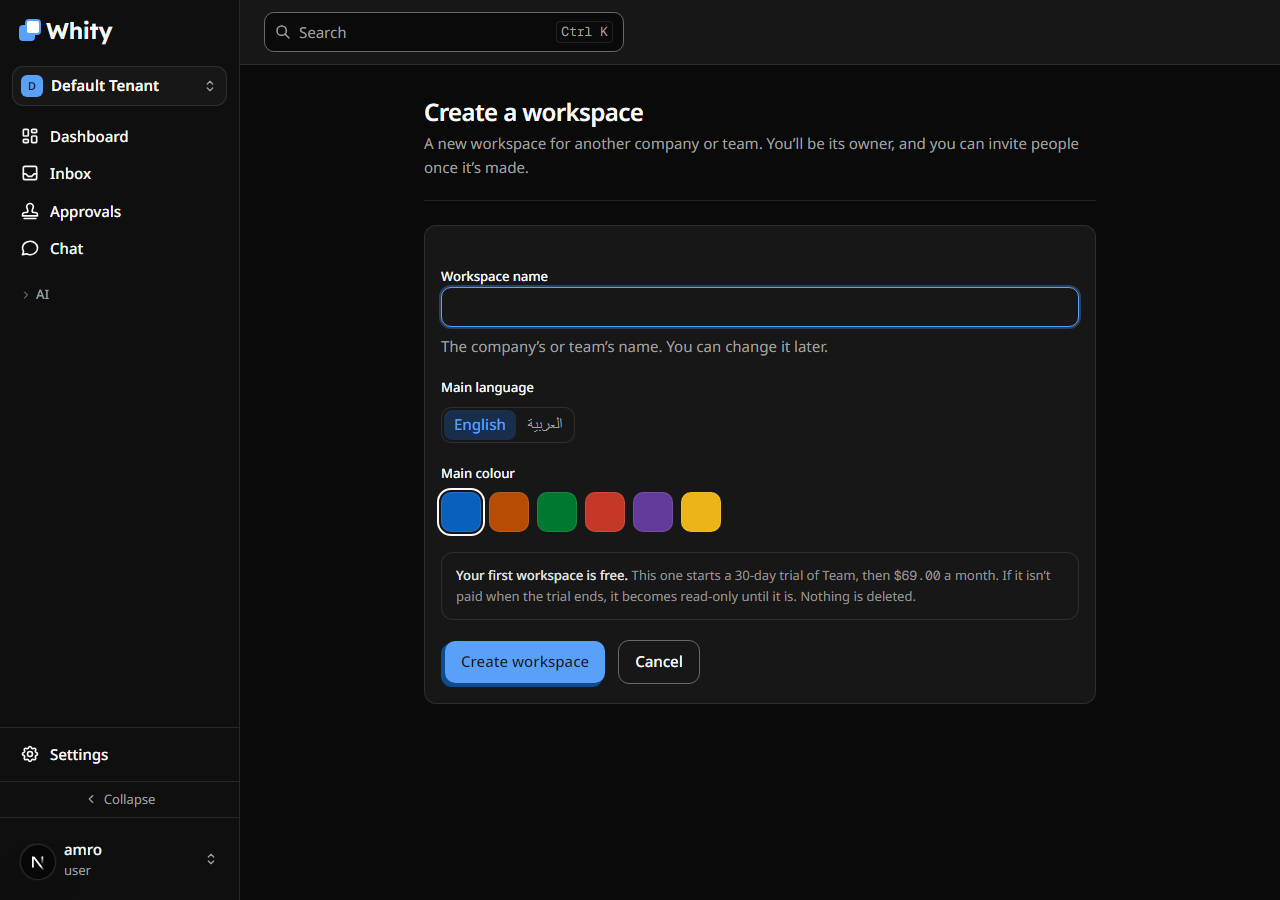 Whity
Search
Ctrl K
D
Default Tenant
Dashboard
Inbox
Approvals
Chat
AI
Create a workspace
A new workspace for another company or team. You’ll be its owner, and you can invite people
once it’s made.
Workspace name
The company’s or team’s name. You can change it later.
Main language
English
العربية
Main colour
Your first workspace is free. This one starts a 30-day trial of Team, then $69.00 a month. If it isn’t
paid when the trial ends, it becomes read-only until it is. Nothing is deleted.
Create workspace
Cancel
Settings
Collapse
N
amro
user